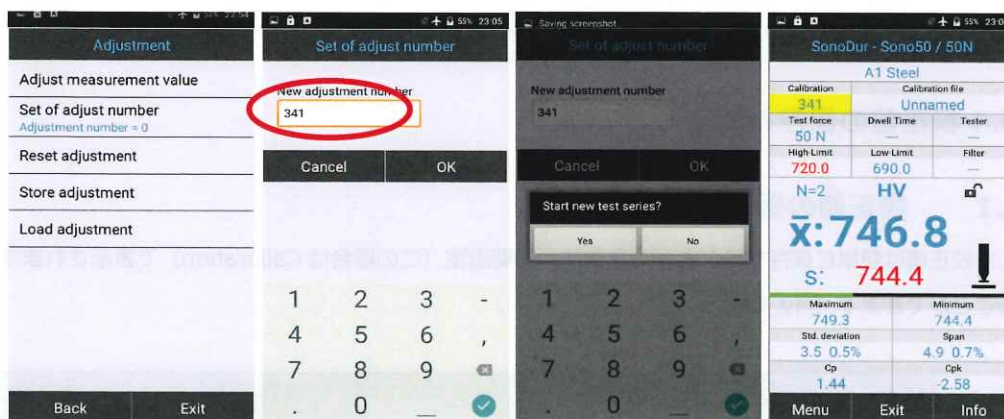 22:54
Adjustment
Adjust measurement value
Set of adjust number
Adjustment number = 0
Reset adjustment
Store adjustment
Load adjustment
Back Exit
55% 23:05
Set of adjust number
New adjustment number
341
Cancel OK
1 2 3 -
4 5 6 ,
7 8 9
. 0 _
Saving screenshot...
Set of adjust number
New adjustment number
341
Cancel OK
Start new test series?
Yes No
1 2 3 -
4 5 6 ,
7 8 9
. 0 _
55%
SonoDur - Sono50 / 50N
A1 Steel
Calibration Calibration file
341 Unnamed
Test force Dwell Time Tester
50 N --- ---
High-Limit Low-Limit Filter
720.0 690.0 ---
N=2 HV
x̄: 746.8
s: 744.4
Maximum Minimum
749.3 744.4
Std. deviation Span
3.5 0.5% 4.9 0.7%
Cp Cpk
1.44 -2.58
Menu Exit Info